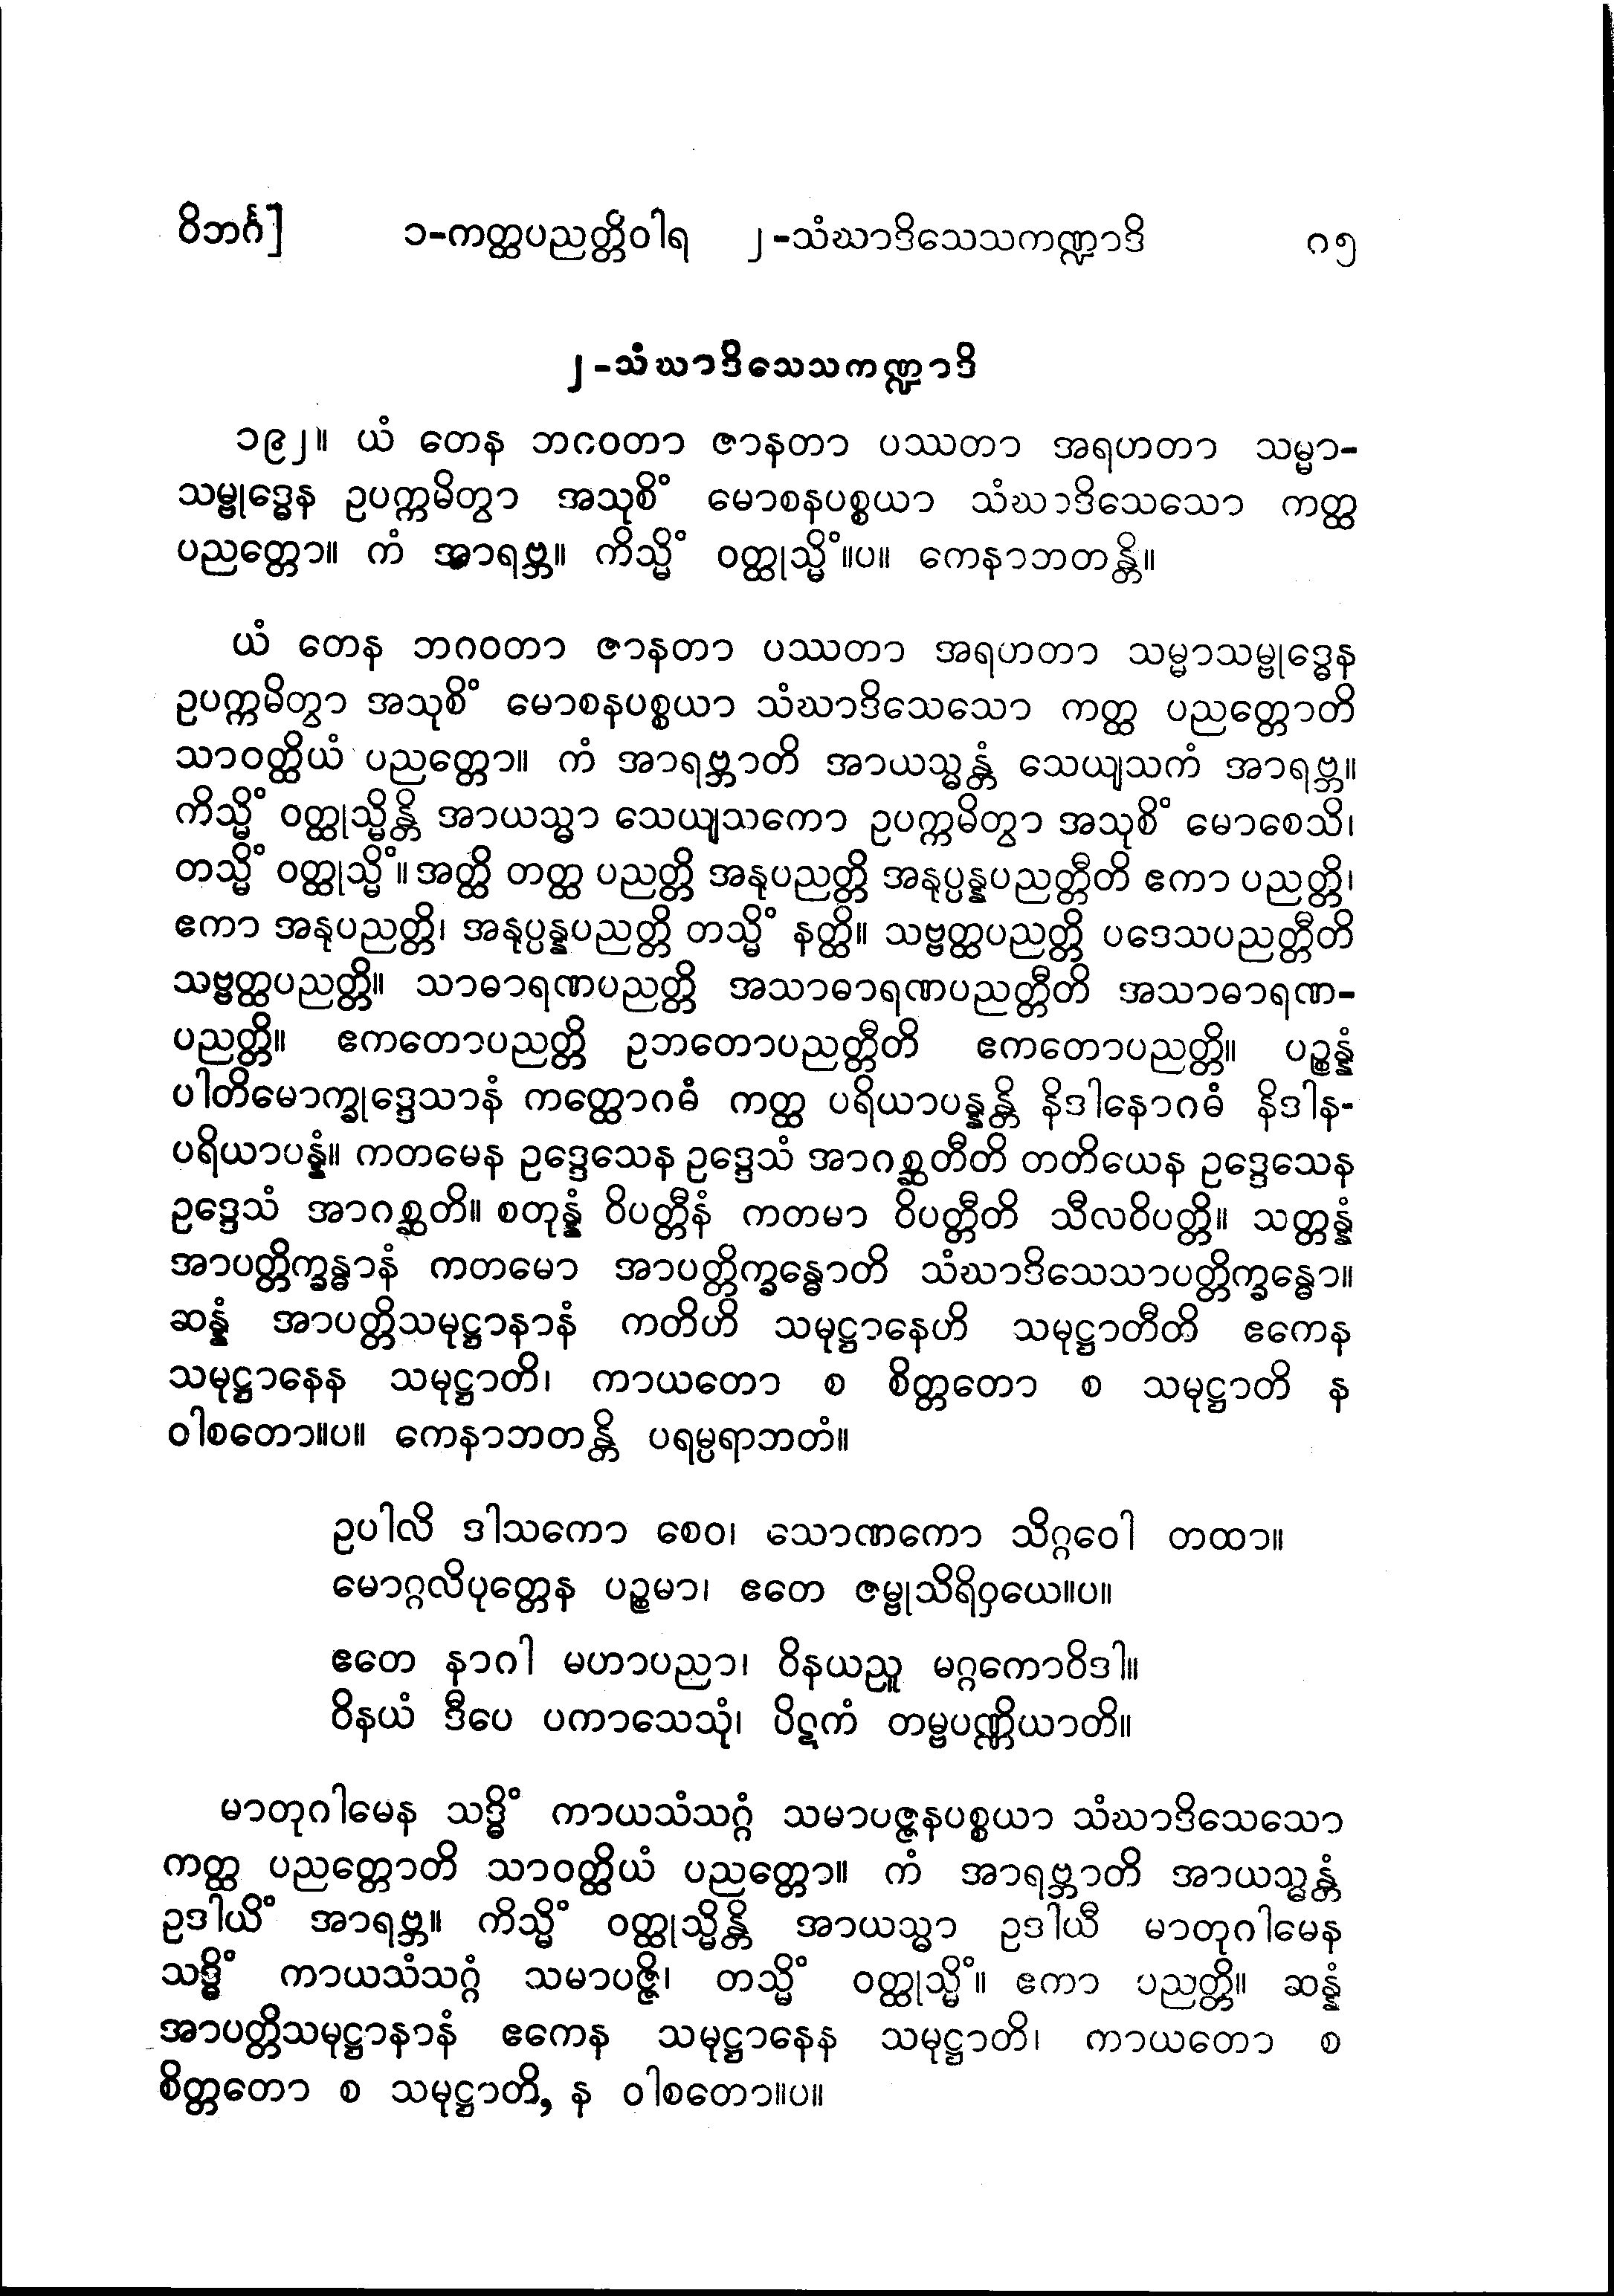 ဝိဘင်္ဂ] ၁-ကတ္ထပညတ္တိဝါရ ၂-သံဃာဒိသေသကဏ္ဍာဒိ ဂ၅
၂-သံဃာဒိသေသကဏ္ဍာဒိ
၁၉၂။ ယံ တေန ဘဂဝတာ ဇာနတာ ပဿတာ အရဟတာ သမ္မာ-
သမ္ဗုဒ္ဓေန ဥပက္ကမိတွာ အသုစိံ မောစနပစ္စယာ သံဃာဒိသေသော ကတ္ထ
ပညတ္တော။ ကံ အာရဗ္ဘ။ ကိသ္မိံ ဝတ္ထုသ္မိံ။ပ။ ကေနာဘတန္တိ။
ယံ တေန ဘဂဝတာ ဇာနတာ ပဿတာ အရဟတာ သမ္မာသမ္ဗုဒ္ဓေန
ဥပက္ကမိတွာ အသုစိံ မောစနပစ္စယာ သံဃာဒိသေသော ကတ္ထ ပညတ္တောတိ
သာဝတ္ထိယံ ပညတ္တော။ ကံ အာရဗ္ဘာတိ အာယသ္မန္တံ သေယျသကံ အာရဗ္ဘ။
ကိသ္မိံ ဝတ္ထုသ္မိန္တိ အာယသ္မာ သေယျသကော ဥပက္ကမိတွာ အသုစိံ မောစေသိ၊
တသ္မိံ ဝတ္ထုသ္မိံ။ အတ္ထိ တတ္ထ ပညတ္တိ အနုပညတ္တိ အနုပ္ပန္နပညတ္တီတိ ဧကာ ပညတ္တိ၊
ဧကာ အနုပညတ္တိ၊ အနုပ္ပန္နပညတ္တိ တသ္မိံ နတ္ထိ။ သဗ္ဗတ္ထပညတ္တိ ပဒေသပညတ္တီတိ
သဗ္ဗတ္ထပညတ္တိ။ သာဓာရဏပညတ္တိ အသာဓာရဏပညတ္တီတိ အသာဓာရဏ-
ပညတ္တိ။ ဧကတောပညတ္တိ ဥဘတောပညတ္တီတိ ဧကတောပညတ္တိ။ ပဉ္စန္နံ
ပါတိမောက္ခုဒ္ဒေသာနံ ကတ္ထောဂဓံ ကတ္ထ ပရိယာပန္နန္တိ နိဒါနောဂဓံ နိဒါန-
ပရိယာပန္နံ။ ကတမေန ဥဒ္ဒေသေန ဥဒ္ဒေသံ အာဂစ္ဆတီတိ တတိယေန ဥဒ္ဒေသေန
ဥဒ္ဒေသံ အာဂစ္ဆတိ။ စတုန္နံ ဝိပတ္တီနံ ကတမာ ဝိပတ္တီတိ သီလဝိပတ္တိ။ သတ္တန္နံ
အာပတ္တိက္ခန္ဓာနံ ကတမော အာပတ္တိက္ခန္ဓောတိ သံဃာဒိသေသာပတ္တိက္ခန္ဓော။
ဆန္နံ အာပတ္တိသမုဋ္ဌာနာနံ ကတိဟိ သမုဋ္ဌာနေဟိ သမုဋ္ဌာတီတိ ဧကေန
သမုဋ္ဌာနေန သမုဋ္ဌာတိ၊ ကာယတော စ စိတ္တတော စ သမုဋ္ဌာတိ န
ဝါစတော။ပ။ ကေနာဘတန္တိ ပရမ္ပရာဘတံ။
ဥပါလိ ဒါသကော စေဝ၊ သောဏကော သိဂ္ဂဝေါ တထာ။
မောဂ္ဂလိပုတ္တေန ပဉ္စမာ၊ ဧတေ ဇမ္ဗုသိရိဝှယေ။ပ။
ဧတေ နာဂါ မဟာပညာ၊ ဝိနယညူ မဂ္ဂကောဝိဒါ။
ဝိနယံ ဒီပေ ပကာသေသုံ၊ ပိဋကံ တမ္ဗပဏ္ဏိယာတိ။
မာတုဂါမေန သဒ္ဓိံ ကာယသံသဂ္ဂံ သမာပဇ္ဇနပစ္စယာ သံဃာဒိသေသော
ကတ္ထ ပညတ္တောတိ သာဝတ္ထိယံ ပညတ္တော။ ကံ အာရဗ္ဘာတိ အာယသ္မန္တံ
ဥဒါယိံ အာရဗ္ဘ။ ကိသ္မိံ ဝတ္ထုသ္မိန္တိ အာယသ္မာ ဥဒါယီ မာတုဂါမေန
သဒ္ဓိံ ကာယသံသဂ္ဂံ သမာပဇ္ဇိ၊ တသ္မိံ ဝတ္ထုသ္မိံ။ ဧကာ ပညတ္တိ။ ဆန္နံ
အာပတ္တိသမုဋ္ဌာနာနံ ဧကေန သမုဋ္ဌာနေန သမုဋ္ဌာတိ၊ ကာယတော စ
စိတ္တတော စ သမုဋ္ဌာတိ, န ဝါစတော။ပ။